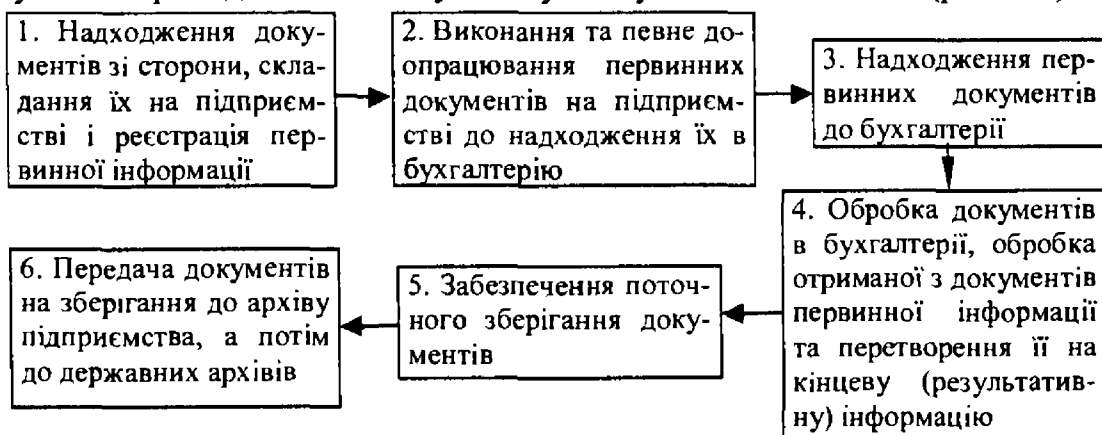 1. Надходження доку-
ментів зі сторони, скла-
дання їх на підприєм-
стві і реєстрація пер-
винної інформації
2. Виконання та певне до-
опрацювання первинних
документів на підприєм-
стві до надходження їх в
бухгалтерію
3. Надходження пер-
винних документів
до бухгалтерії
4. Обробка документів
в бухгалтерії, обробка
отриманої з документів
первинної інформації
та перетворення її на
кінцеву (результатив-
ну) інформацію
5. Забезпечення поточ-
ного зберігання доку-
ментів
6. Передача документів
на зберігання до архіву
підприємства, а потім
до державних архівів